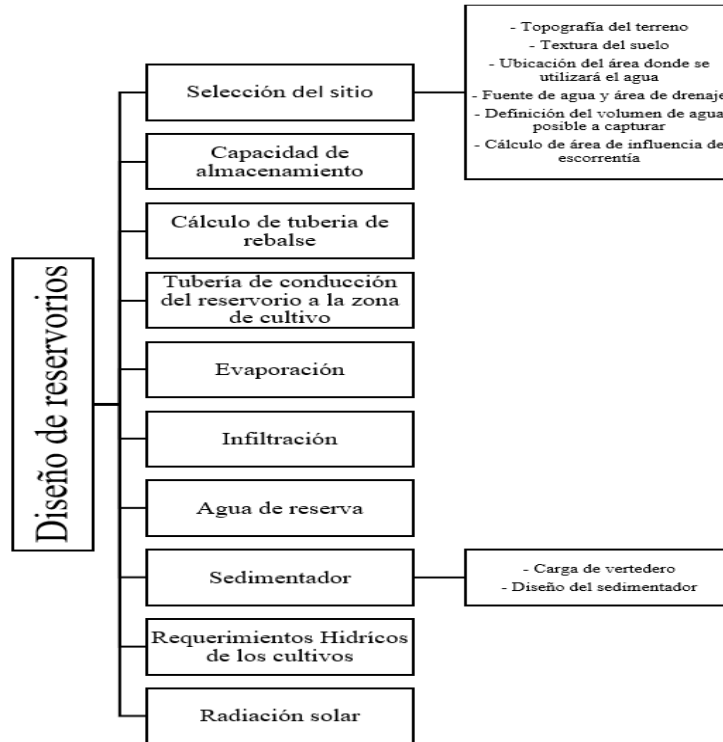 Diseño de reservorios
Selección del sitio
- Topografía del terreno
- Textura del suelo
- Ubicación del área donde se
utilizará el agua
- Fuente de agua y área de drenaje
- Definición del volumen de agua
posible a capturar
- Cálculo de área de influencia de
escorrentía
Capacidad de
almacenamiento
Cálculo de tuberia de
rebalse
Tubería de conducción
del reservorio a la zona
de cultivo
Evaporación
Infiltración
Agua de reserva
Sedimentador
- Carga de vertedero
- Diseño del sedimentador
Requerimientos Hidrícos
de los cultivos
Radiación solar